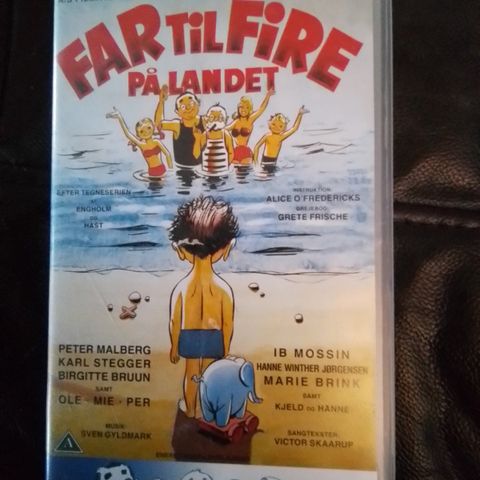 FAR TIL FIRE
PÅ LANDET
EFTER TEGNESERIEN
AF
ENGHOLM
OG
HAST
INSTRUKTION:
ALICE O'FREDERICKS
DREJEBOG:
GRETE FRISCHE
PETER MALBERG
KARL STEGGER
BIRGITTE BRUUN
SAMT
OLE - MIE - PER
MUSIK:
SVEN GYLDMARK
IB MOSSIN
HANNE WINTHER JØRGENSEN
MARIE BRINK
SAMT
KJELD OG HANNE
SANGTEKSTER:
VICTOR SKAARUP
A